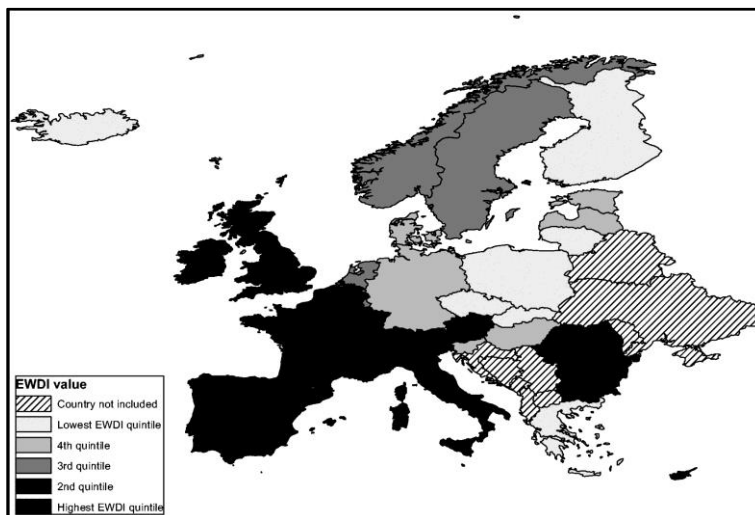 EWDI value
Country not included
Lowest EWDI quintile
4th quintile
3rd quintile
2nd quintile
Highest EWDI quintile